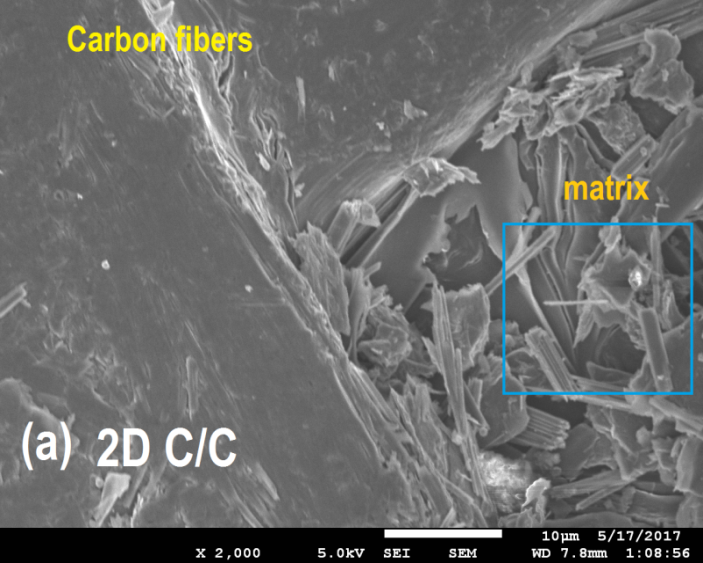 Carbon fibers
matrix
(a) 2D C/C
10µm 5/17/2017
X 2,000 5.0kV SEI SEM WD 7.8mm 1:08:56